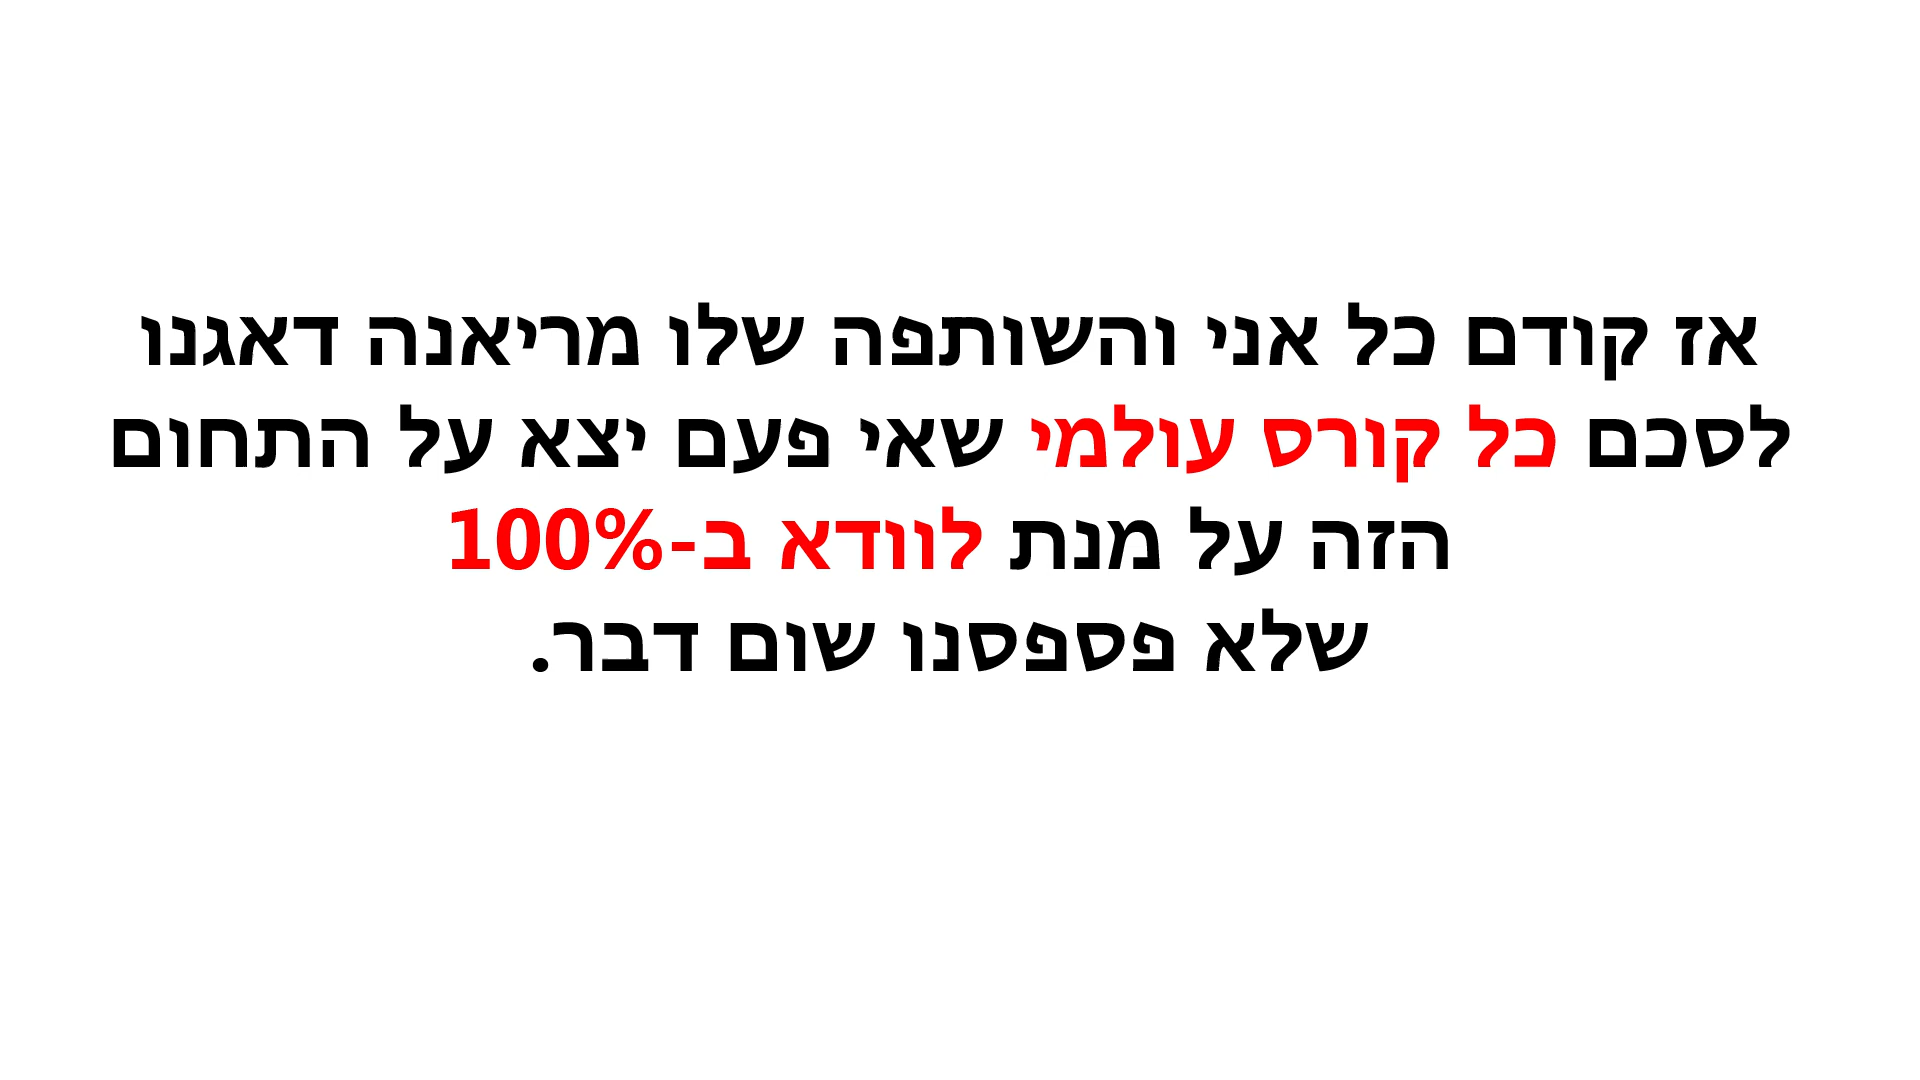 אז קודם כל אני והשותפה שלו מריאנה דאגנו
לסכם כל קורס עולמי שאי פעם יצא על התחום
הזה על מנת לוודא ב-100%
שלא פספסנו שום דבר.